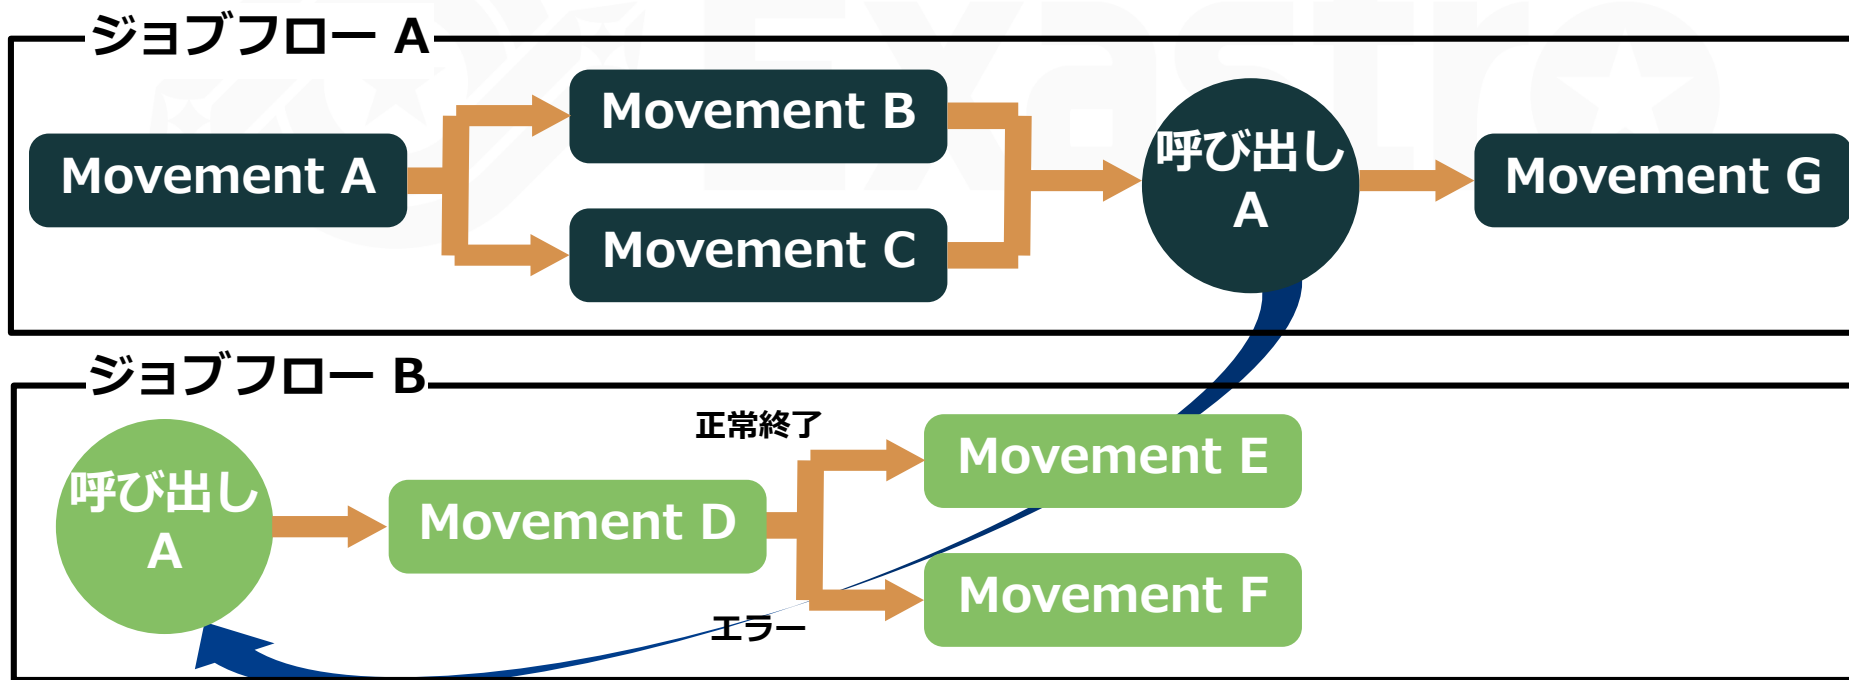 ジョブフロー A
Movement A
Movement B
Movement C
呼び出し
A
Movement G
ジョブフロー B
呼び出し
A
Movement D
正常終了
エラー
Movement E
Movement F
Exastro